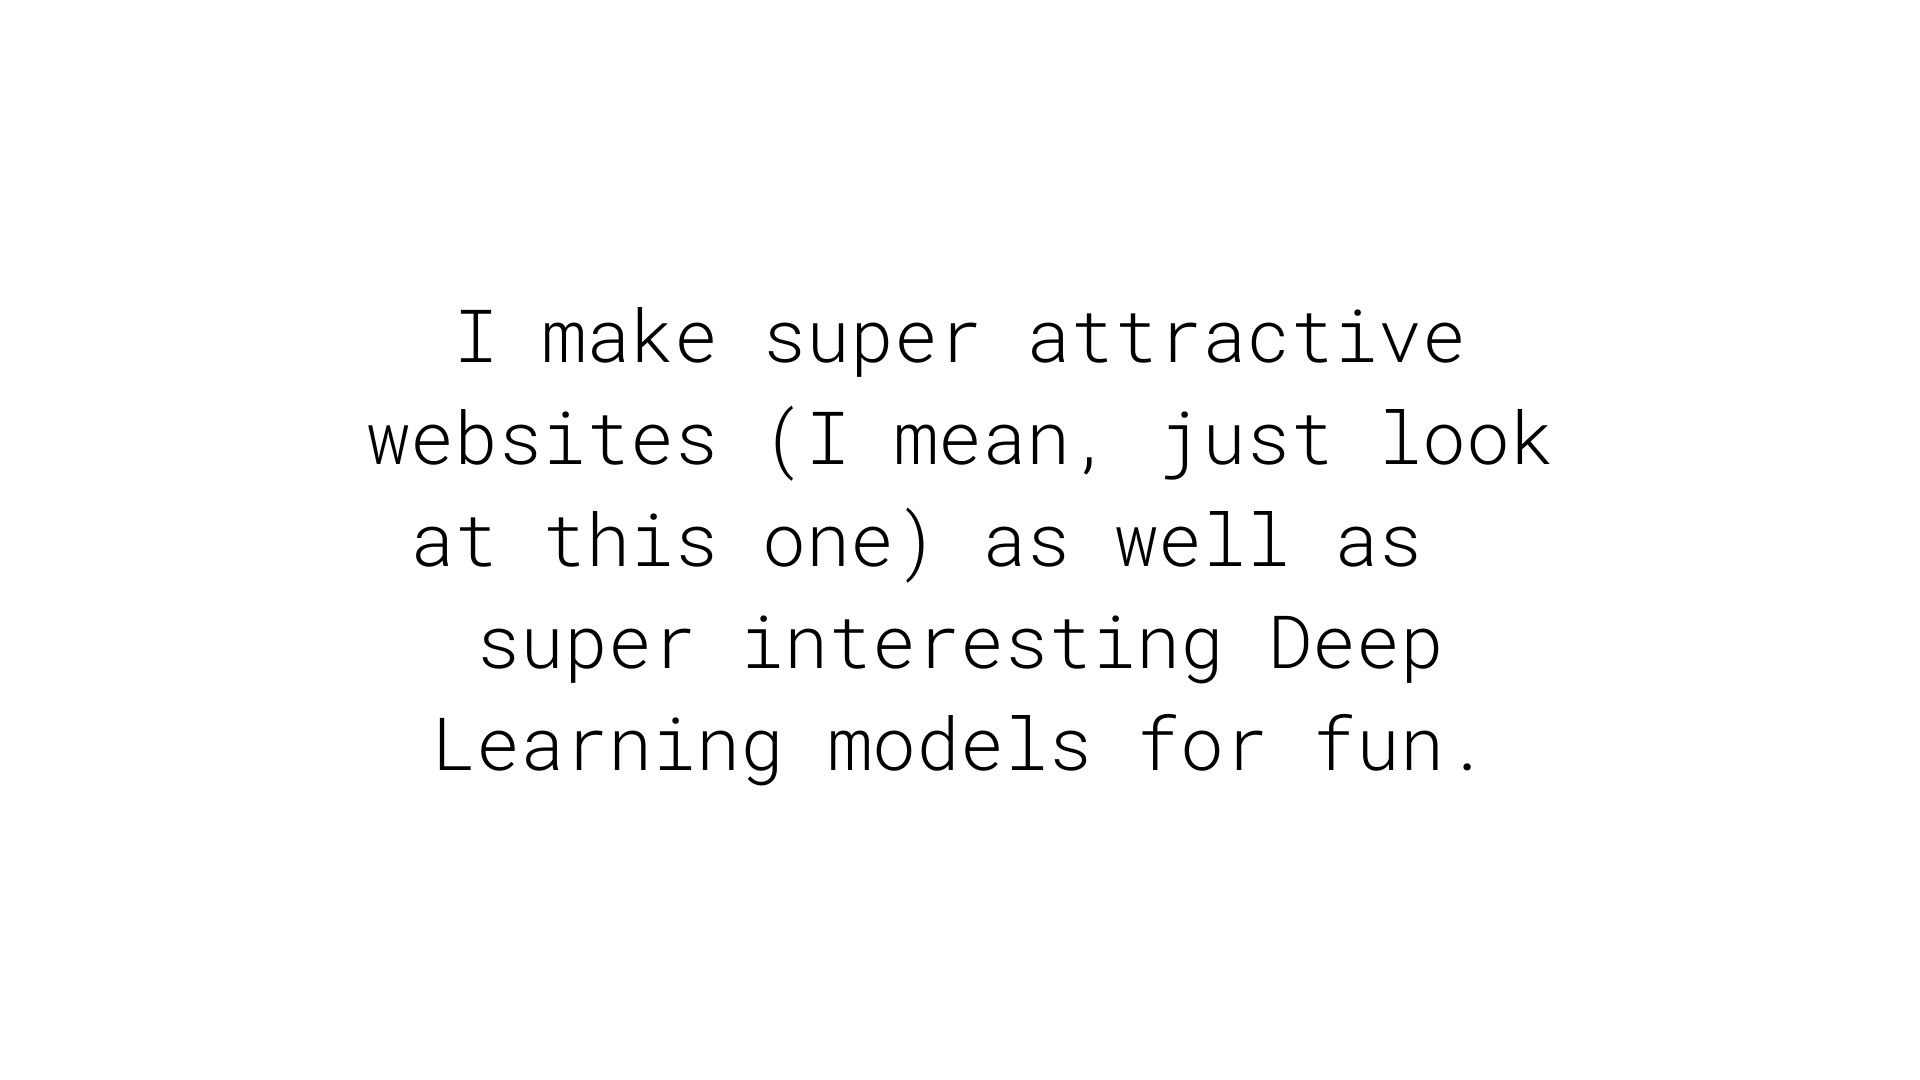 I make super attractive
websites (I mean, just look
at this one) as well as
super interesting Deep
Learning models for fun.